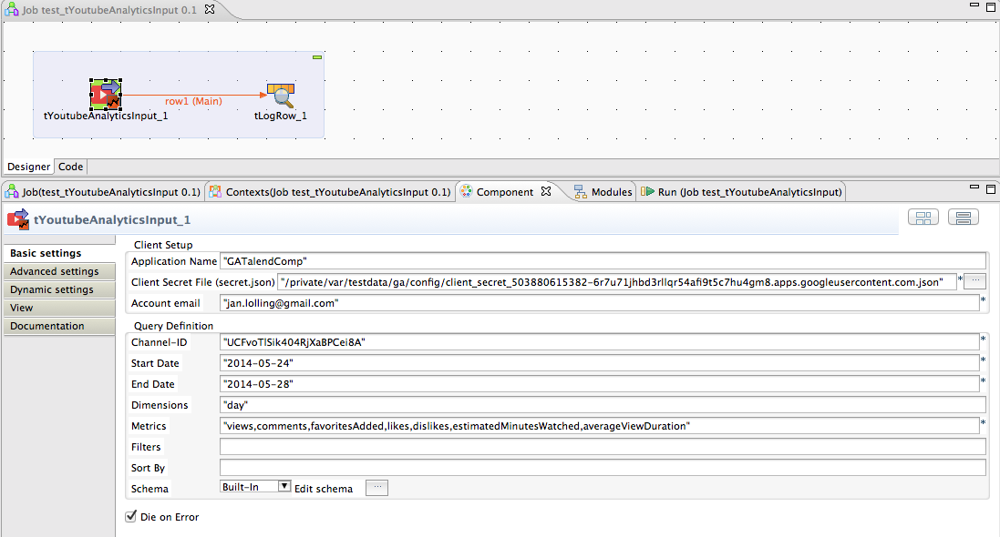 Job test_tYoutubeAnalyticsInput 0.1
row1 (Main)
tYoutubeAnalyticsInput_1
tLogRow_1
Designer
Code
Job(test_tYoutubeAnalyticsInput 0.1)
Contexts(Job test_tYoutubeAnalyticsInput 0.1)
Component
Modules
Run (Job test_tYoutubeAnalyticsInput)
tYoutubeAnalyticsInput_1
Basic settings
Advanced settings
Dynamic settings
View
Documentation
Client Setup
Application Name "GATalendComp"
Client Secret File (secret.json) "/private/var/testdata/ga/config/client_secret_503880615382-6r7u71jhbd3rllqr54afi9t5c7hu4gm8.apps.googleusercontent.com.json" * ...
Account email "jan.lolling@gmail.com" *
Query Definition
Channel-ID "UCFvoTlSik404RjXaBPCei8A" *
Start Date "2014-05-24" *
End Date "2014-05-28" *
Dimensions "day"
Metrics "views,comments,favoritesAdded,likes,dislikes,estimatedMinutesWatched,averageViewDuration" *
Filters
Sort By
Schema Built-In Edit schema ...
Die on Error